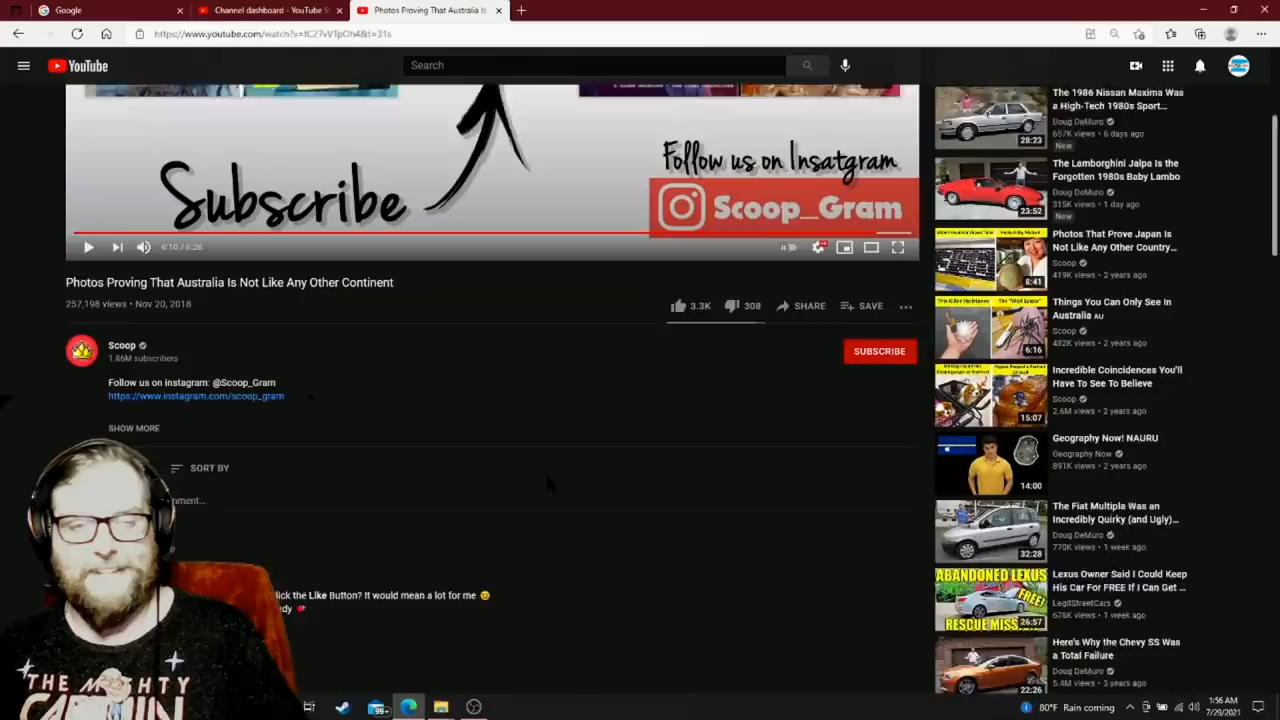 Google
Channel dashboard - YouTube S
Photos Proving That Australia Is
https://www.youtube.com/watch?v=fC27vVTpOh4&t=31s
YouTube
Search
Subscribe
Follow us on Insatgram
Scoop_Gram
6:10 / 6:26
Photos Proving That Australia Is Not Like Any Other Continent
257,198 views • Nov 20, 2018
3.3K
308
SHARE
SAVE
Scoop
1.86M subscribers
SUBSCRIBE
Follow us on instagram: @Scoop_Gram
https://www.instagram.com/scoop_gram
SHOW MORE
SORT BY
mment...
lick the Like Button? It would mean a lot for me
dy
THE MIGHTY
The 1986 Nissan Maxima Was
a High-Tech 1980s Sport...
Doug DeMuro
657K views • 6 days ago
New
28:23
The Lamborghini Jalpa Is the
Forgotten 1980s Baby Lambo
Doug DeMuro
315K views • 1 day ago
New
23:52
Photos That Prove Japan Is
Not Like Any Other Country...
Scoop
419K views • 2 years ago
8:41
Things You Can Only See In
Australia AU
Scoop
482K views • 2 years ago
6:16
Incredible Coincidences You'll
Have To See To Believe
Scoop
2.6M views • 2 years ago
15:07
Geography Now! NAURU
Geography Now
891K views • 2 years ago
14:00
The Fiat Multipla Was an
Incredibly Quirky (and Ugly)...
Doug DeMuro
770K views • 1 week ago
32:28
ABANDONED LEXUS
FREE!
RESCUE MISS
26:57
Lexus Owner Said I Could Keep
His Car For FREE If I Can Get ...
LegitStreetCars
676K views • 1 week ago
Here's Why the Chevy SS Was
a Total Failure
Doug DeMuro
5.4M views • 3 years ago
22:26
99+
80°F Rain coming
1:56 AM
7/29/2021